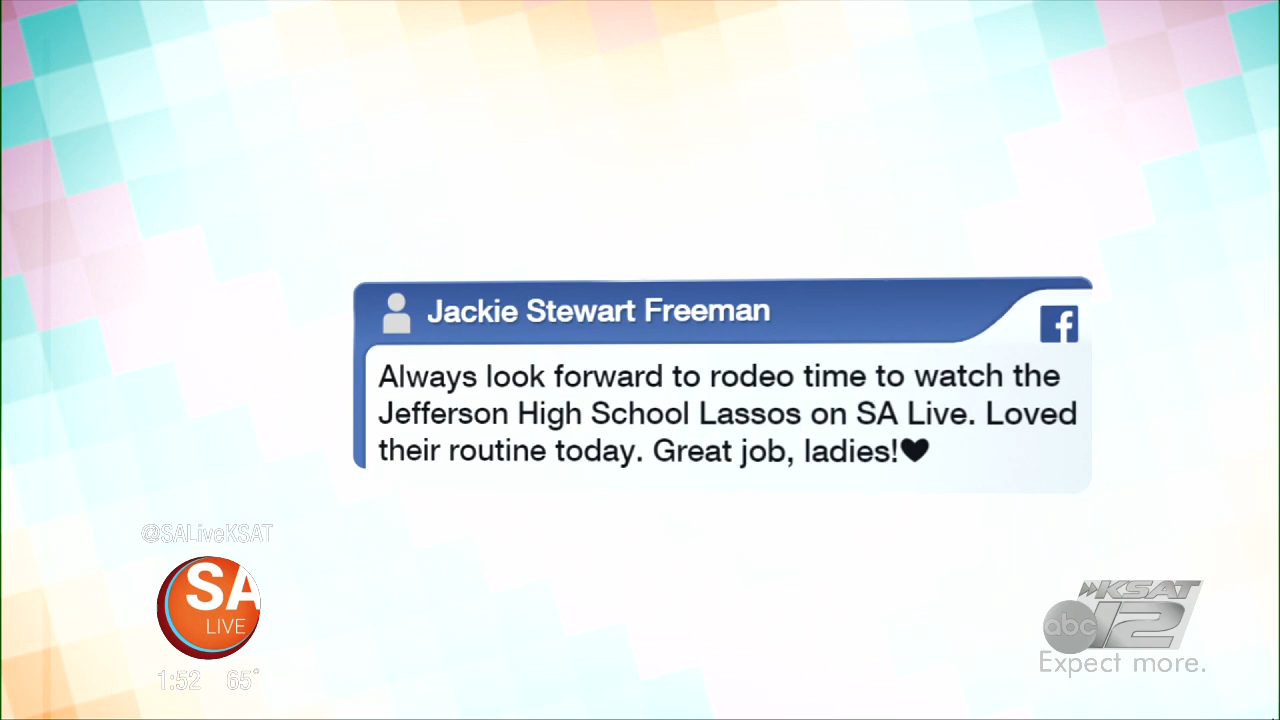 Jackie Stewart Freeman
Always look forward to rodeo time to watch the
Jefferson High School Lassos on SA Live. Loved
their routine today. Great job, ladies!🖤
@SALiveKSAT
SA
LIVE
1:52 65°
KSAT
abc 12
Expect more.